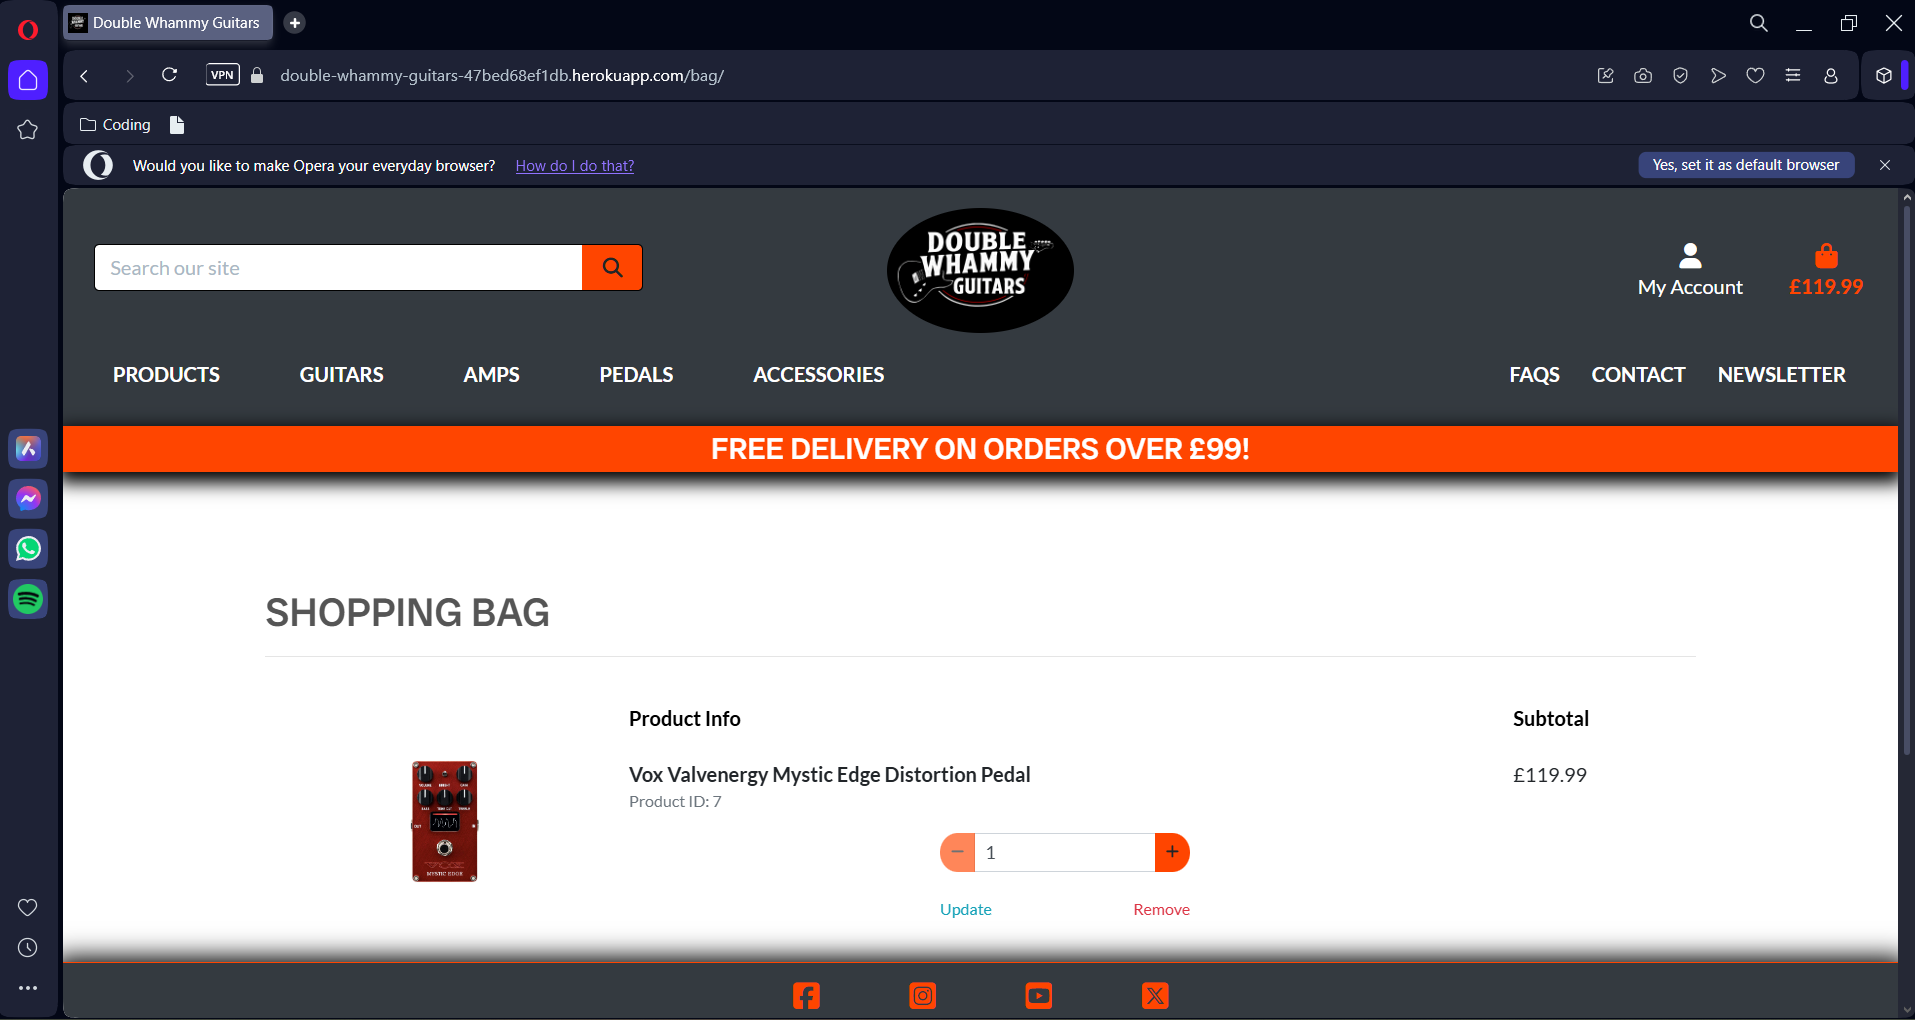 Double Whammy Guitars
VPN
double-whammy-guitars-47bed68ef1db.herokuapp.com/bag/
Coding
Would you like to make Opera your everyday browser? How do I do that?
Yes, set it as default browser
Search our site
DOUBLE
WHAMMY
GUITARS
My Account
£119.99
PRODUCTS GUITARS AMPS PEDALS ACCESSORIES FAQS CONTACT NEWSLETTER
FREE DELIVERY ON ORDERS OVER £99!
SHOPPING BAG
Product Info Subtotal
Vox Valvenergy Mystic Edge Distortion Pedal £119.99
Product ID: 7
1
Update Remove
MYSTIC EDGE